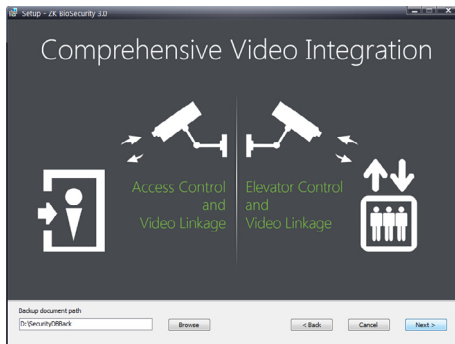 Setup - ZK BioSecurity 3.0
Comprehensive Video Integration
Access Control
and
Video Linkage
Elevator Control
and
Video Linkage
Backup document path
D:\SecurityDBBack
Browse
< Back
Cancel
Next >